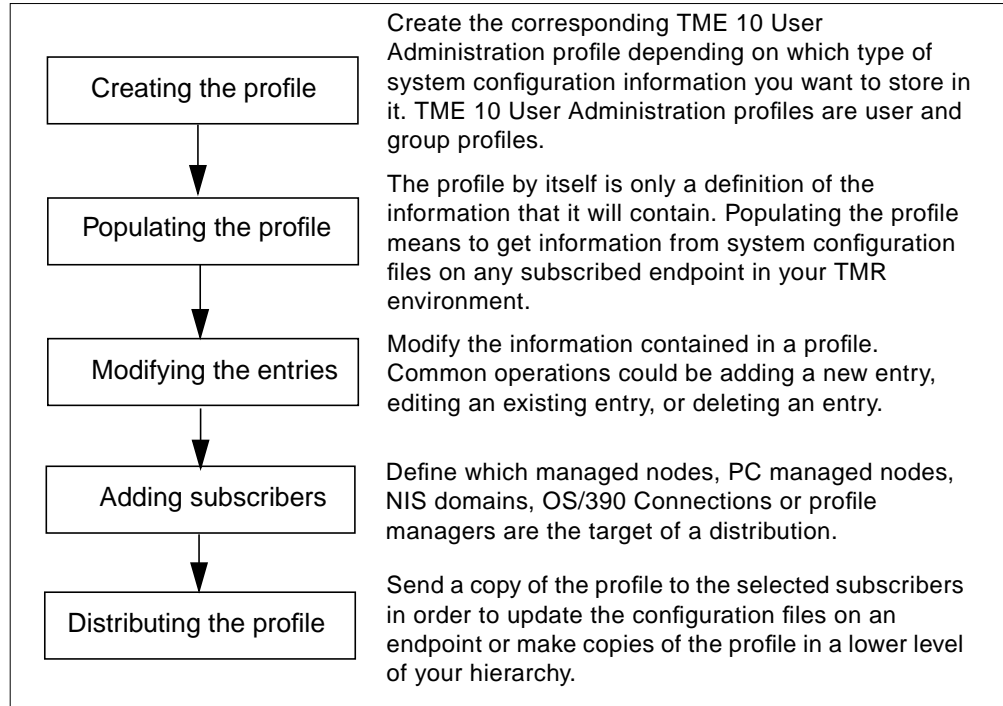 Creating the profile
Create the corresponding TME 10 User
Administration profile depending on which type of
system configuration information you want to store in
it. TME 10 User Administration profiles are user and
group profiles.
Populating the profile
The profile by itself is only a definition of the
information that it will contain. Populating the profile
means to get information from system configuration
files on any subscribed endpoint in your TMR
environment.
Modifying the entries
Modify the information contained in a profile.
Common operations could be adding a new entry,
editing an existing entry, or deleting an entry.
Adding subscribers
Define which managed nodes, PC managed nodes,
NIS domains, OS/390 Connections or profile
managers are the target of a distribution.
Distributing the profile
Send a copy of the profile to the selected subscribers
in order to update the configuration files on an
endpoint or make copies of the profile in a lower level
of your hierarchy.